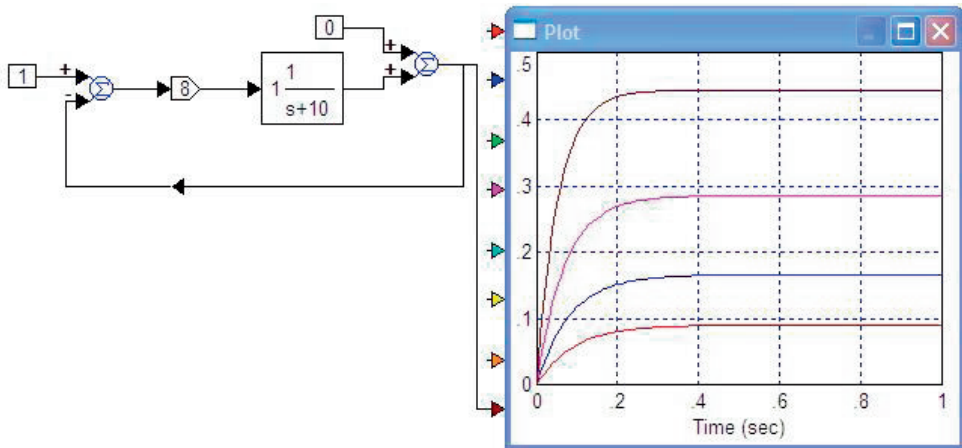 0
+
+
1
+
-
Σ
Σ
8
1
1
s+10
Plot
.5
.4
.3
.2
.1
0
0 .2 .4 .6 .8 1
Time (sec)